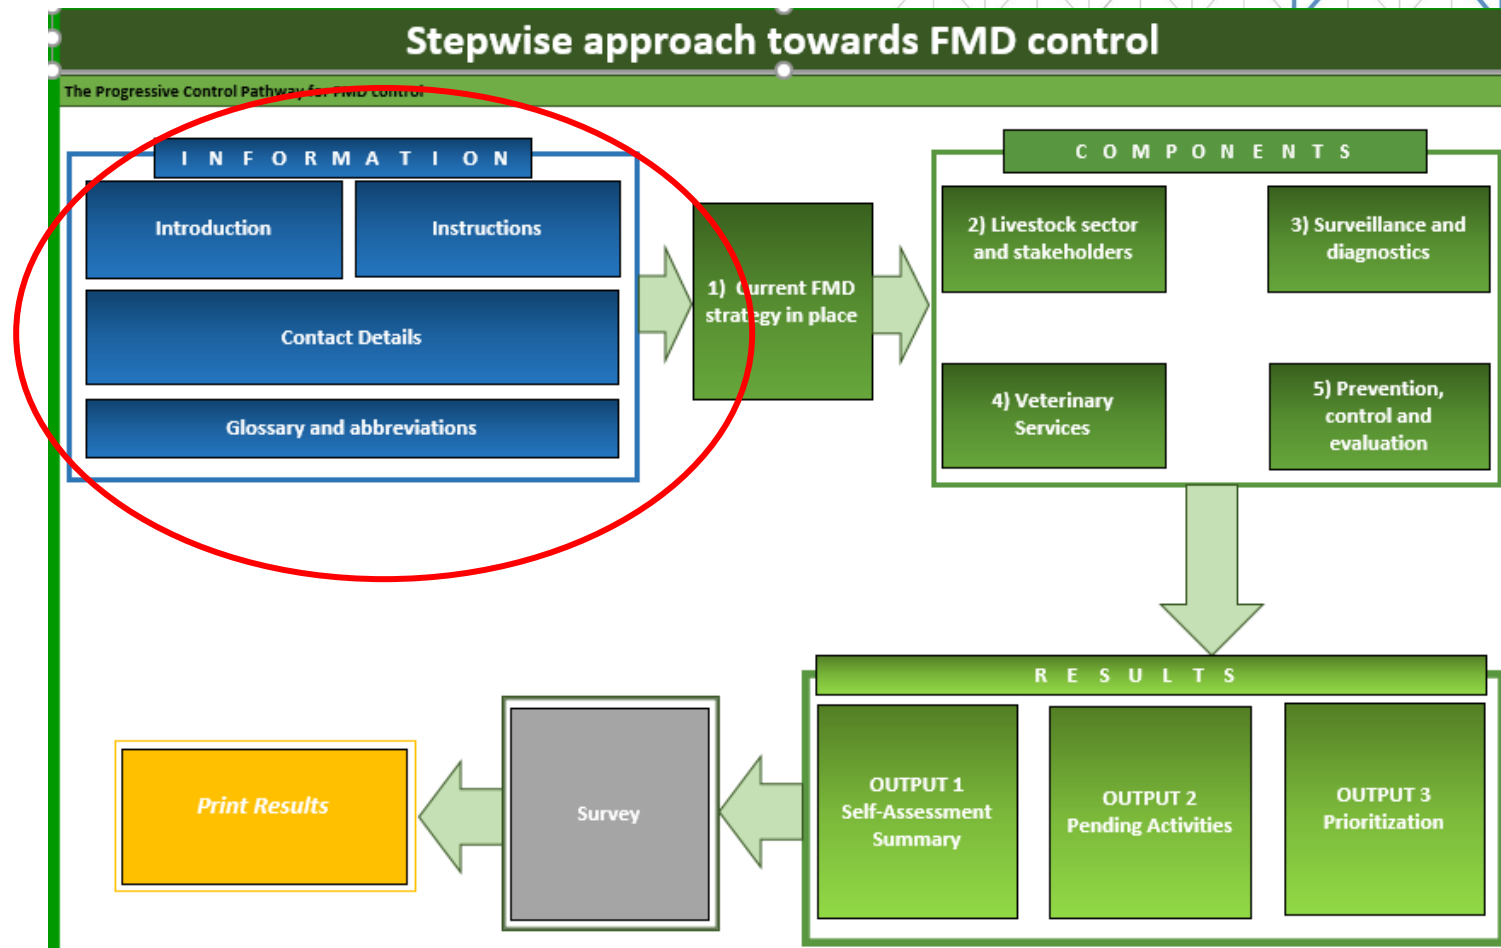 Stepwise approach towards FMD control
The Progressive Control Pathway for FMD control
INFORMATION
Introduction
Instructions
Contact Details
Glossary and abbreviations
1) Current FMD
strategy in place
COMPONENTS
2) Livestock sector
and stakeholders
3) Surveillance and
diagnostics
4) Veterinary
Services
5) Prevention,
control and
evaluation
RESULTS
OUTPUT 1
Self-Assessment
Summary
OUTPUT 2
Pending Activities
OUTPUT 3
Prioritization
Survey
Print Results